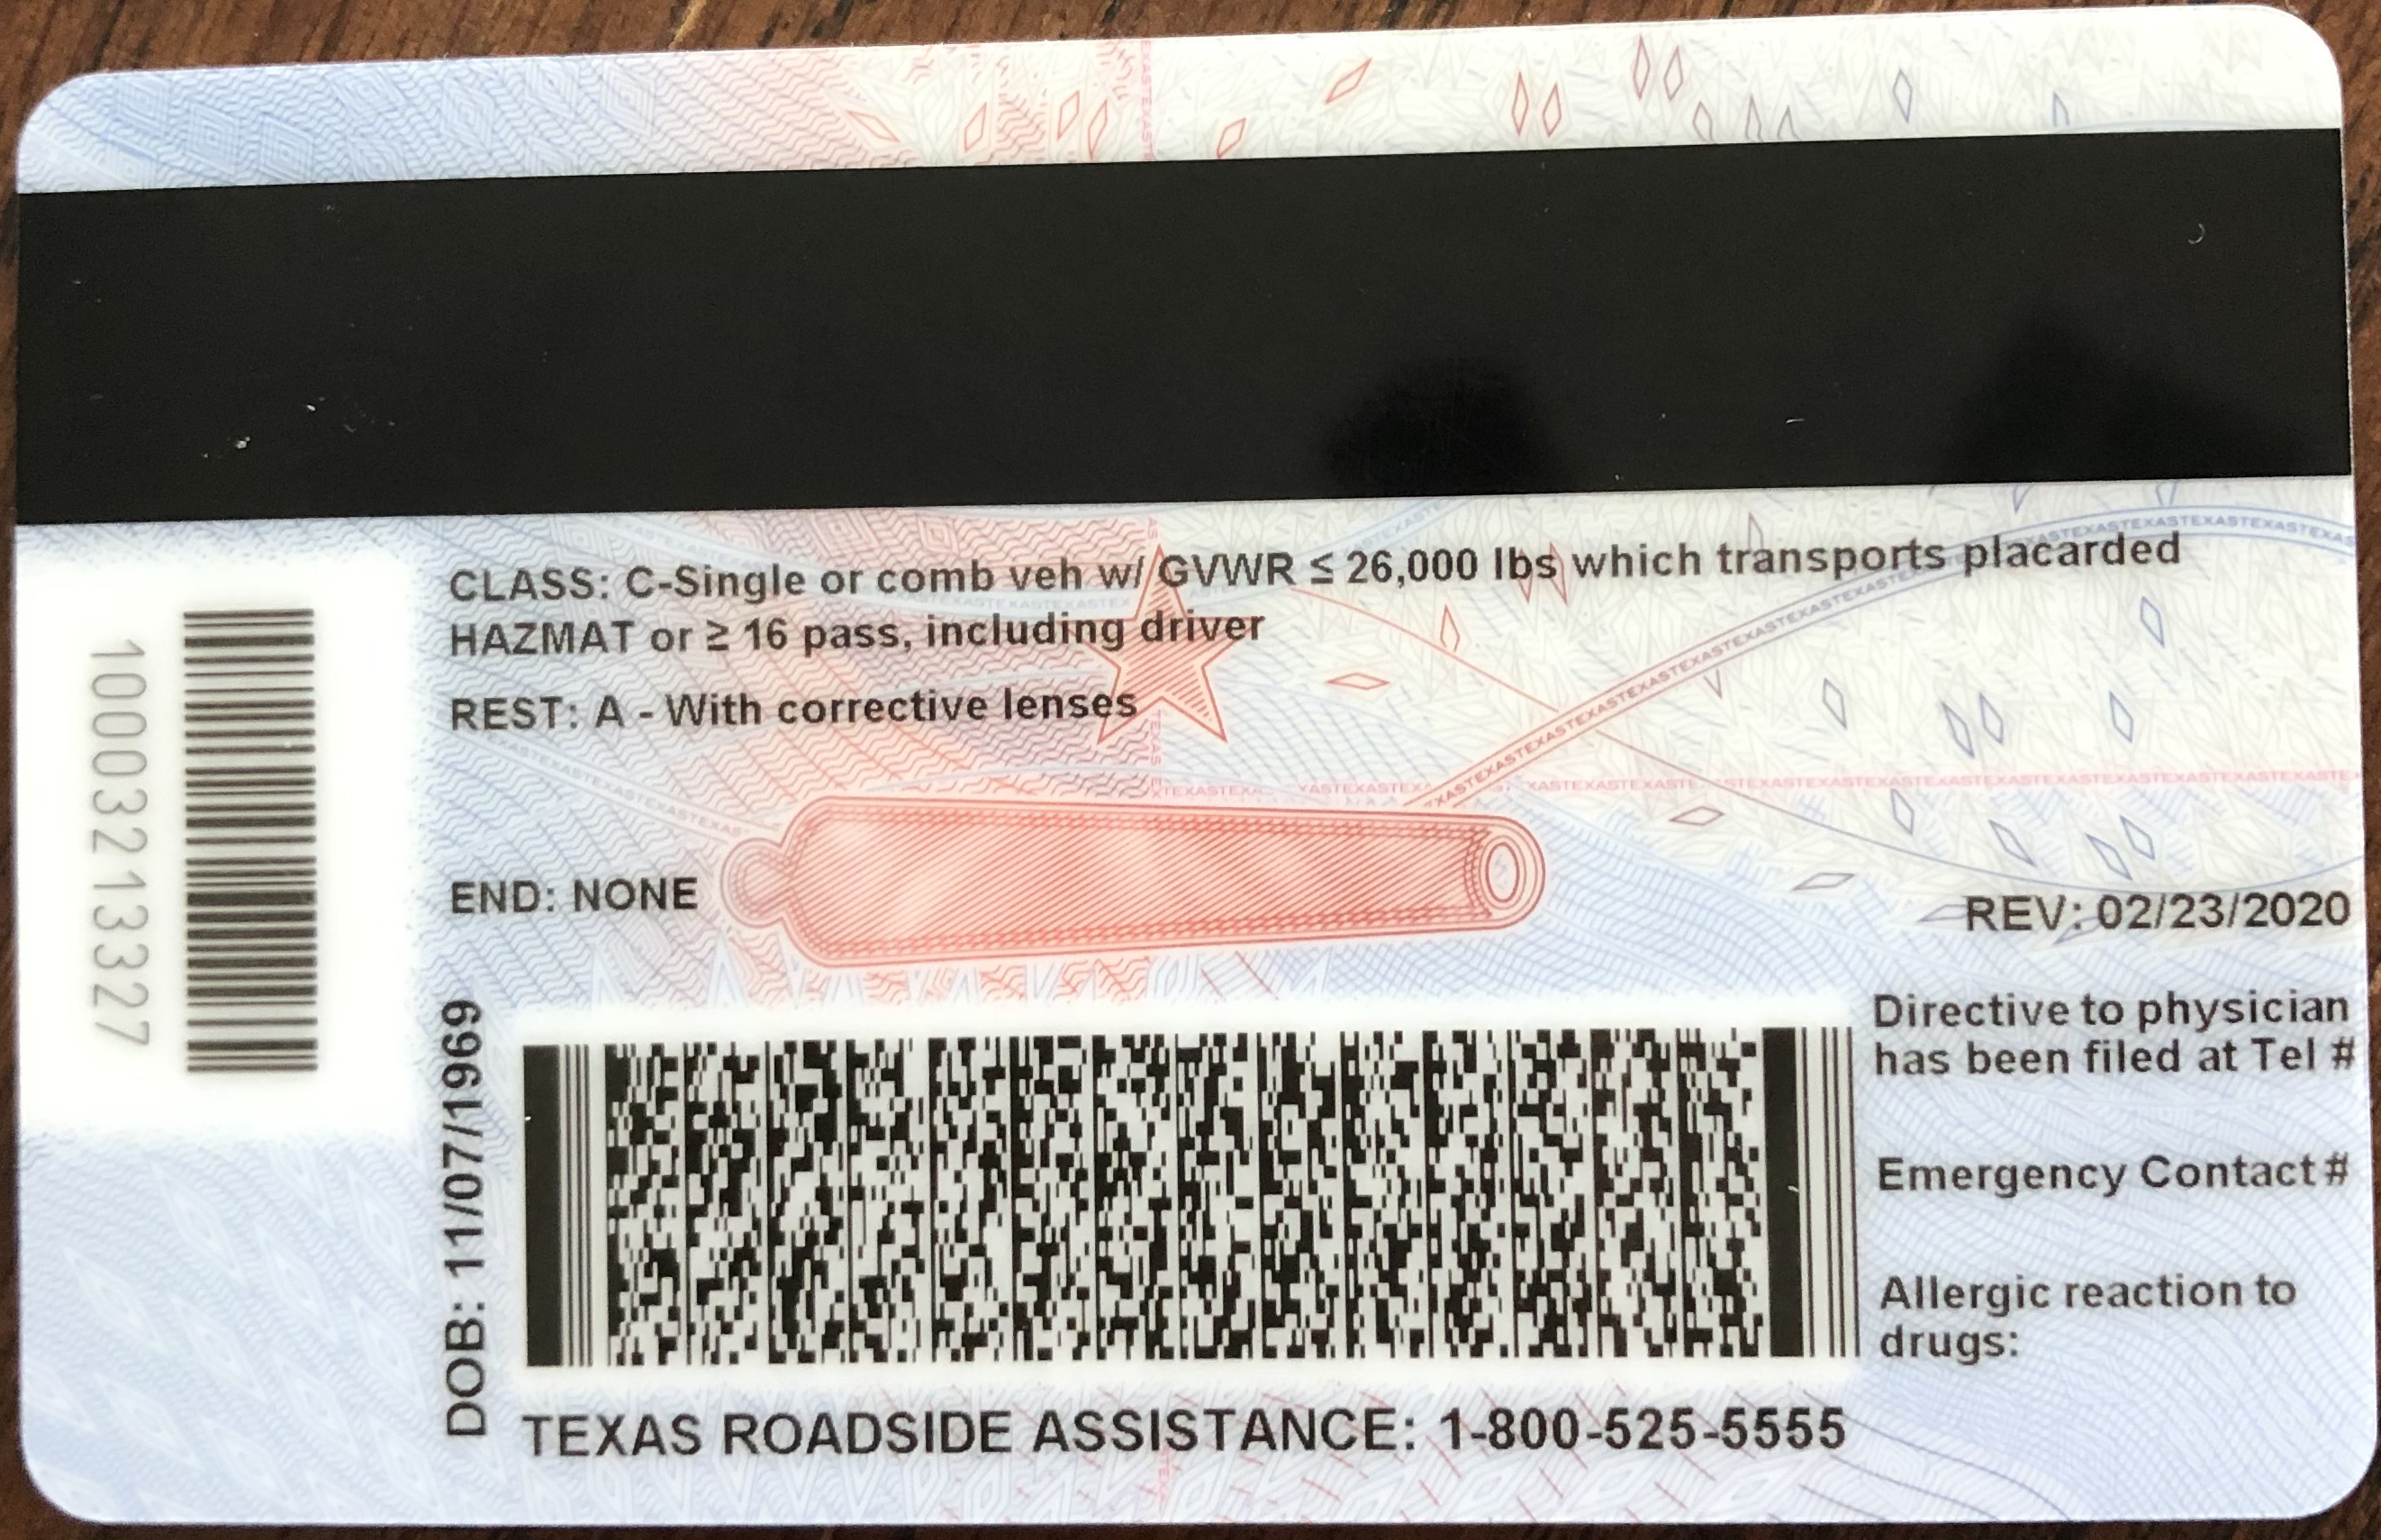 CLASS: C-Single or comb veh w/ GVWR ≤ 26,000 lbs which transports placarded
HAZMAT or ≥ 16 pass, including driver
REST: A - With corrective lenses
END: NONE
REV: 02/23/2020
10003213327
DOB: 11/07/1969
Directive to physician
has been filed at Tel #
Emergency Contact #
Allergic reaction to
drugs:
TEXAS ROADSIDE ASSISTANCE: 1-800-525-5555